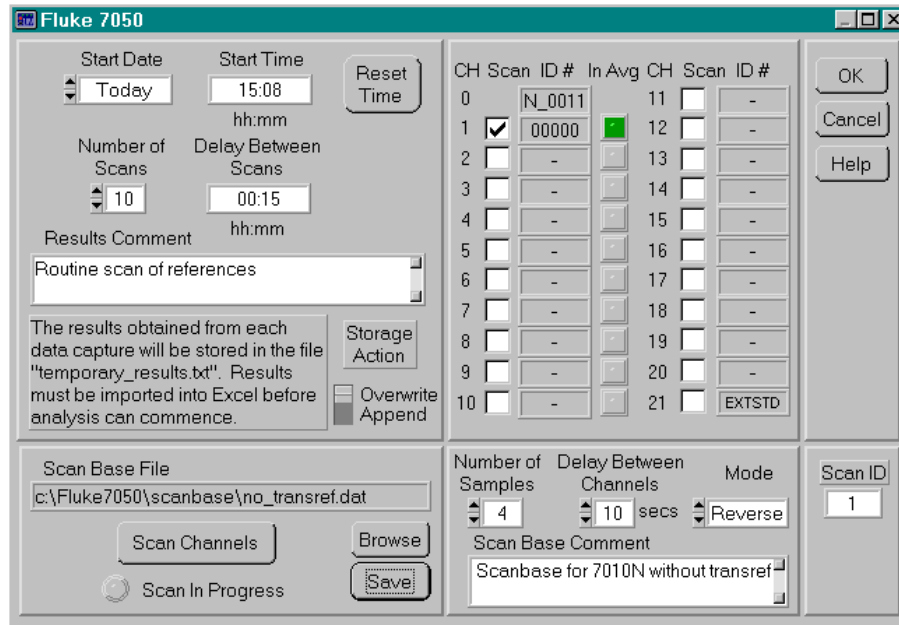 Fluke 7050
Start Date Start Time
Today 15:08
Reset Time
hh:mm
Number of Scans Delay Between Scans
10 00:15
hh:mm
Results Comment
Routine scan of references
The results obtained from each
data capture will be stored in the file
"temporary_results.txt". Results
must be imported into Excel before
analysis can commence.
Storage
Action
Overwrite
Append
CH Scan ID # In Avg CH Scan ID #
0 N_0011 11 -
1 00000 12 -
2 - 13 -
3 - 14 -
4 - 15 -
5 - 16 -
6 - 17 -
7 - 18 -
8 - 19 -
9 - 20 -
10 - 21 EXTSTD
OK
Cancel
Help
Scan Base File
c:\Fluke7050\scanbase\no_transref.dat
Scan Channels Browse
Scan In Progress Save
Number of Samples Delay Between Channels Mode
4 10 secs Reverse
Scan Base Comment
Scanbase for 7010N without transref
Scan ID
1